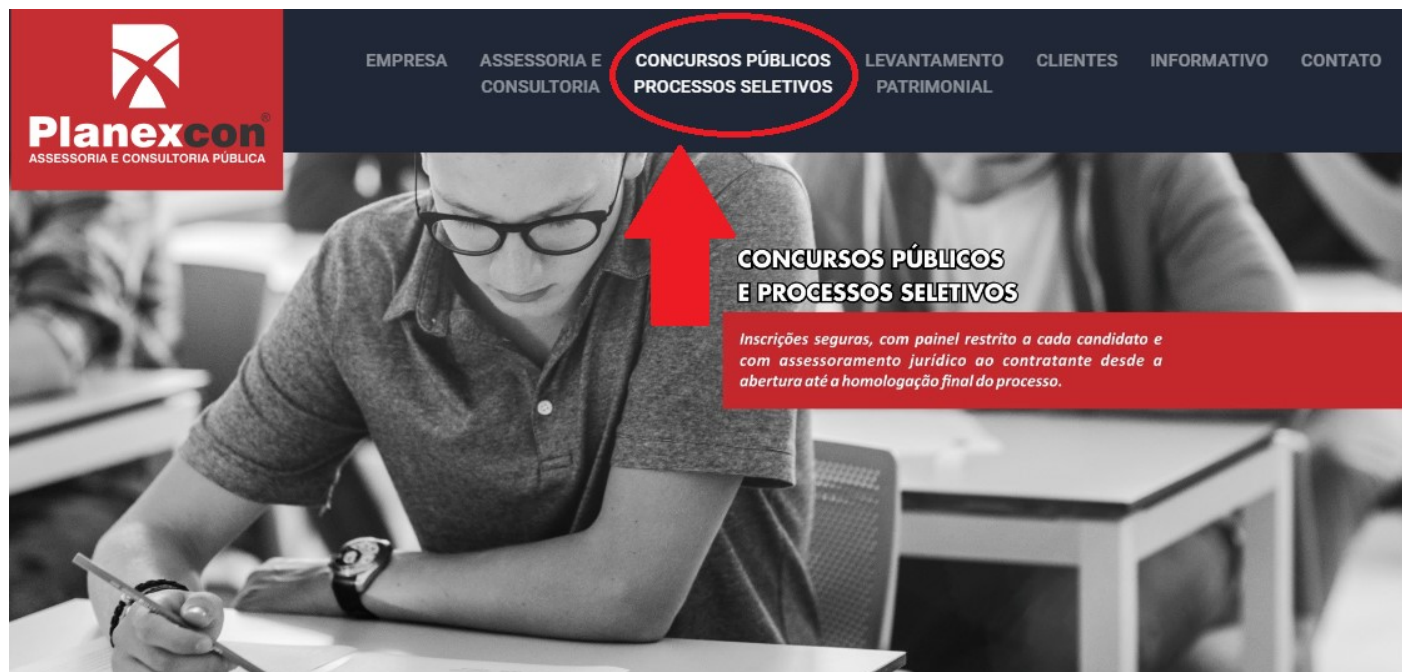 Planexcon®
ASSESSORIA E CONSULTORIA PÚBLICA
EMPRESA
ASSESSORIA E
CONSULTORIA
CONCURSOS PÚBLICOS
PROCESSOS SELETIVOS
LEVANTAMENTO
PATRIMONIAL
CLIENTES
INFORMATIVO
CONTATO
CONCURSOS PÚBLICOS
E PROCESSOS SELETIVOS
Inscrições seguras, com painel restrito a cada candidato e
com assessoramento jurídico ao contratante desde a
abertura até a homologação final do processo.